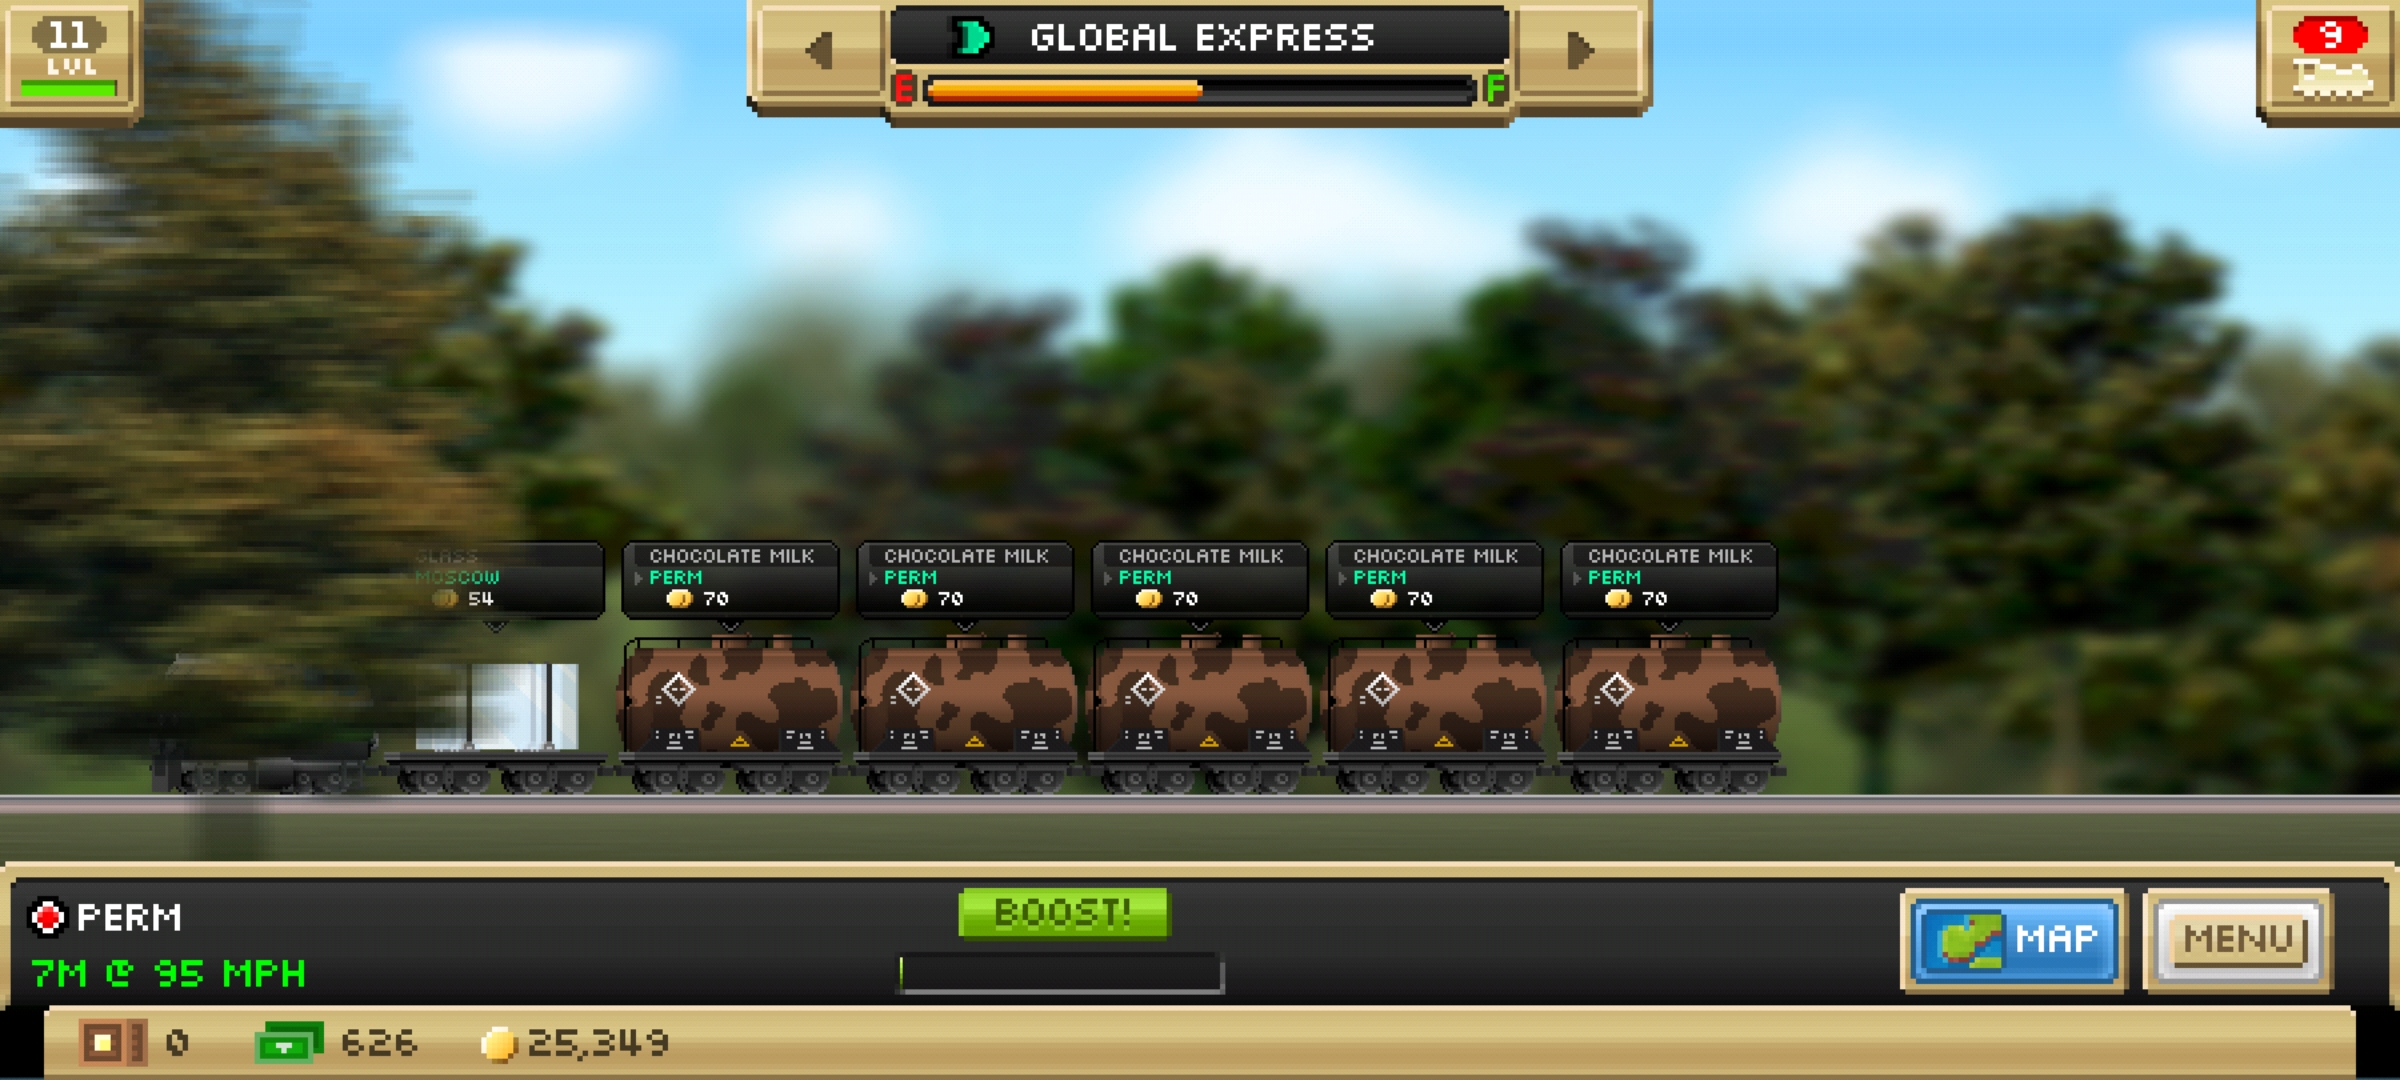 11
LVL
GLOBAL EXPRESS
E
F
9
GLASS
MOSCOW
54
CHOCOLATE MILK
PERM
70
CHOCOLATE MILK
PERM
70
CHOCOLATE MILK
PERM
70
CHOCOLATE MILK
PERM
70
CHOCOLATE MILK
PERM
70
PERM
7M @ 95 MPH
BOOST!
MAP
MENU
0
626
25,349